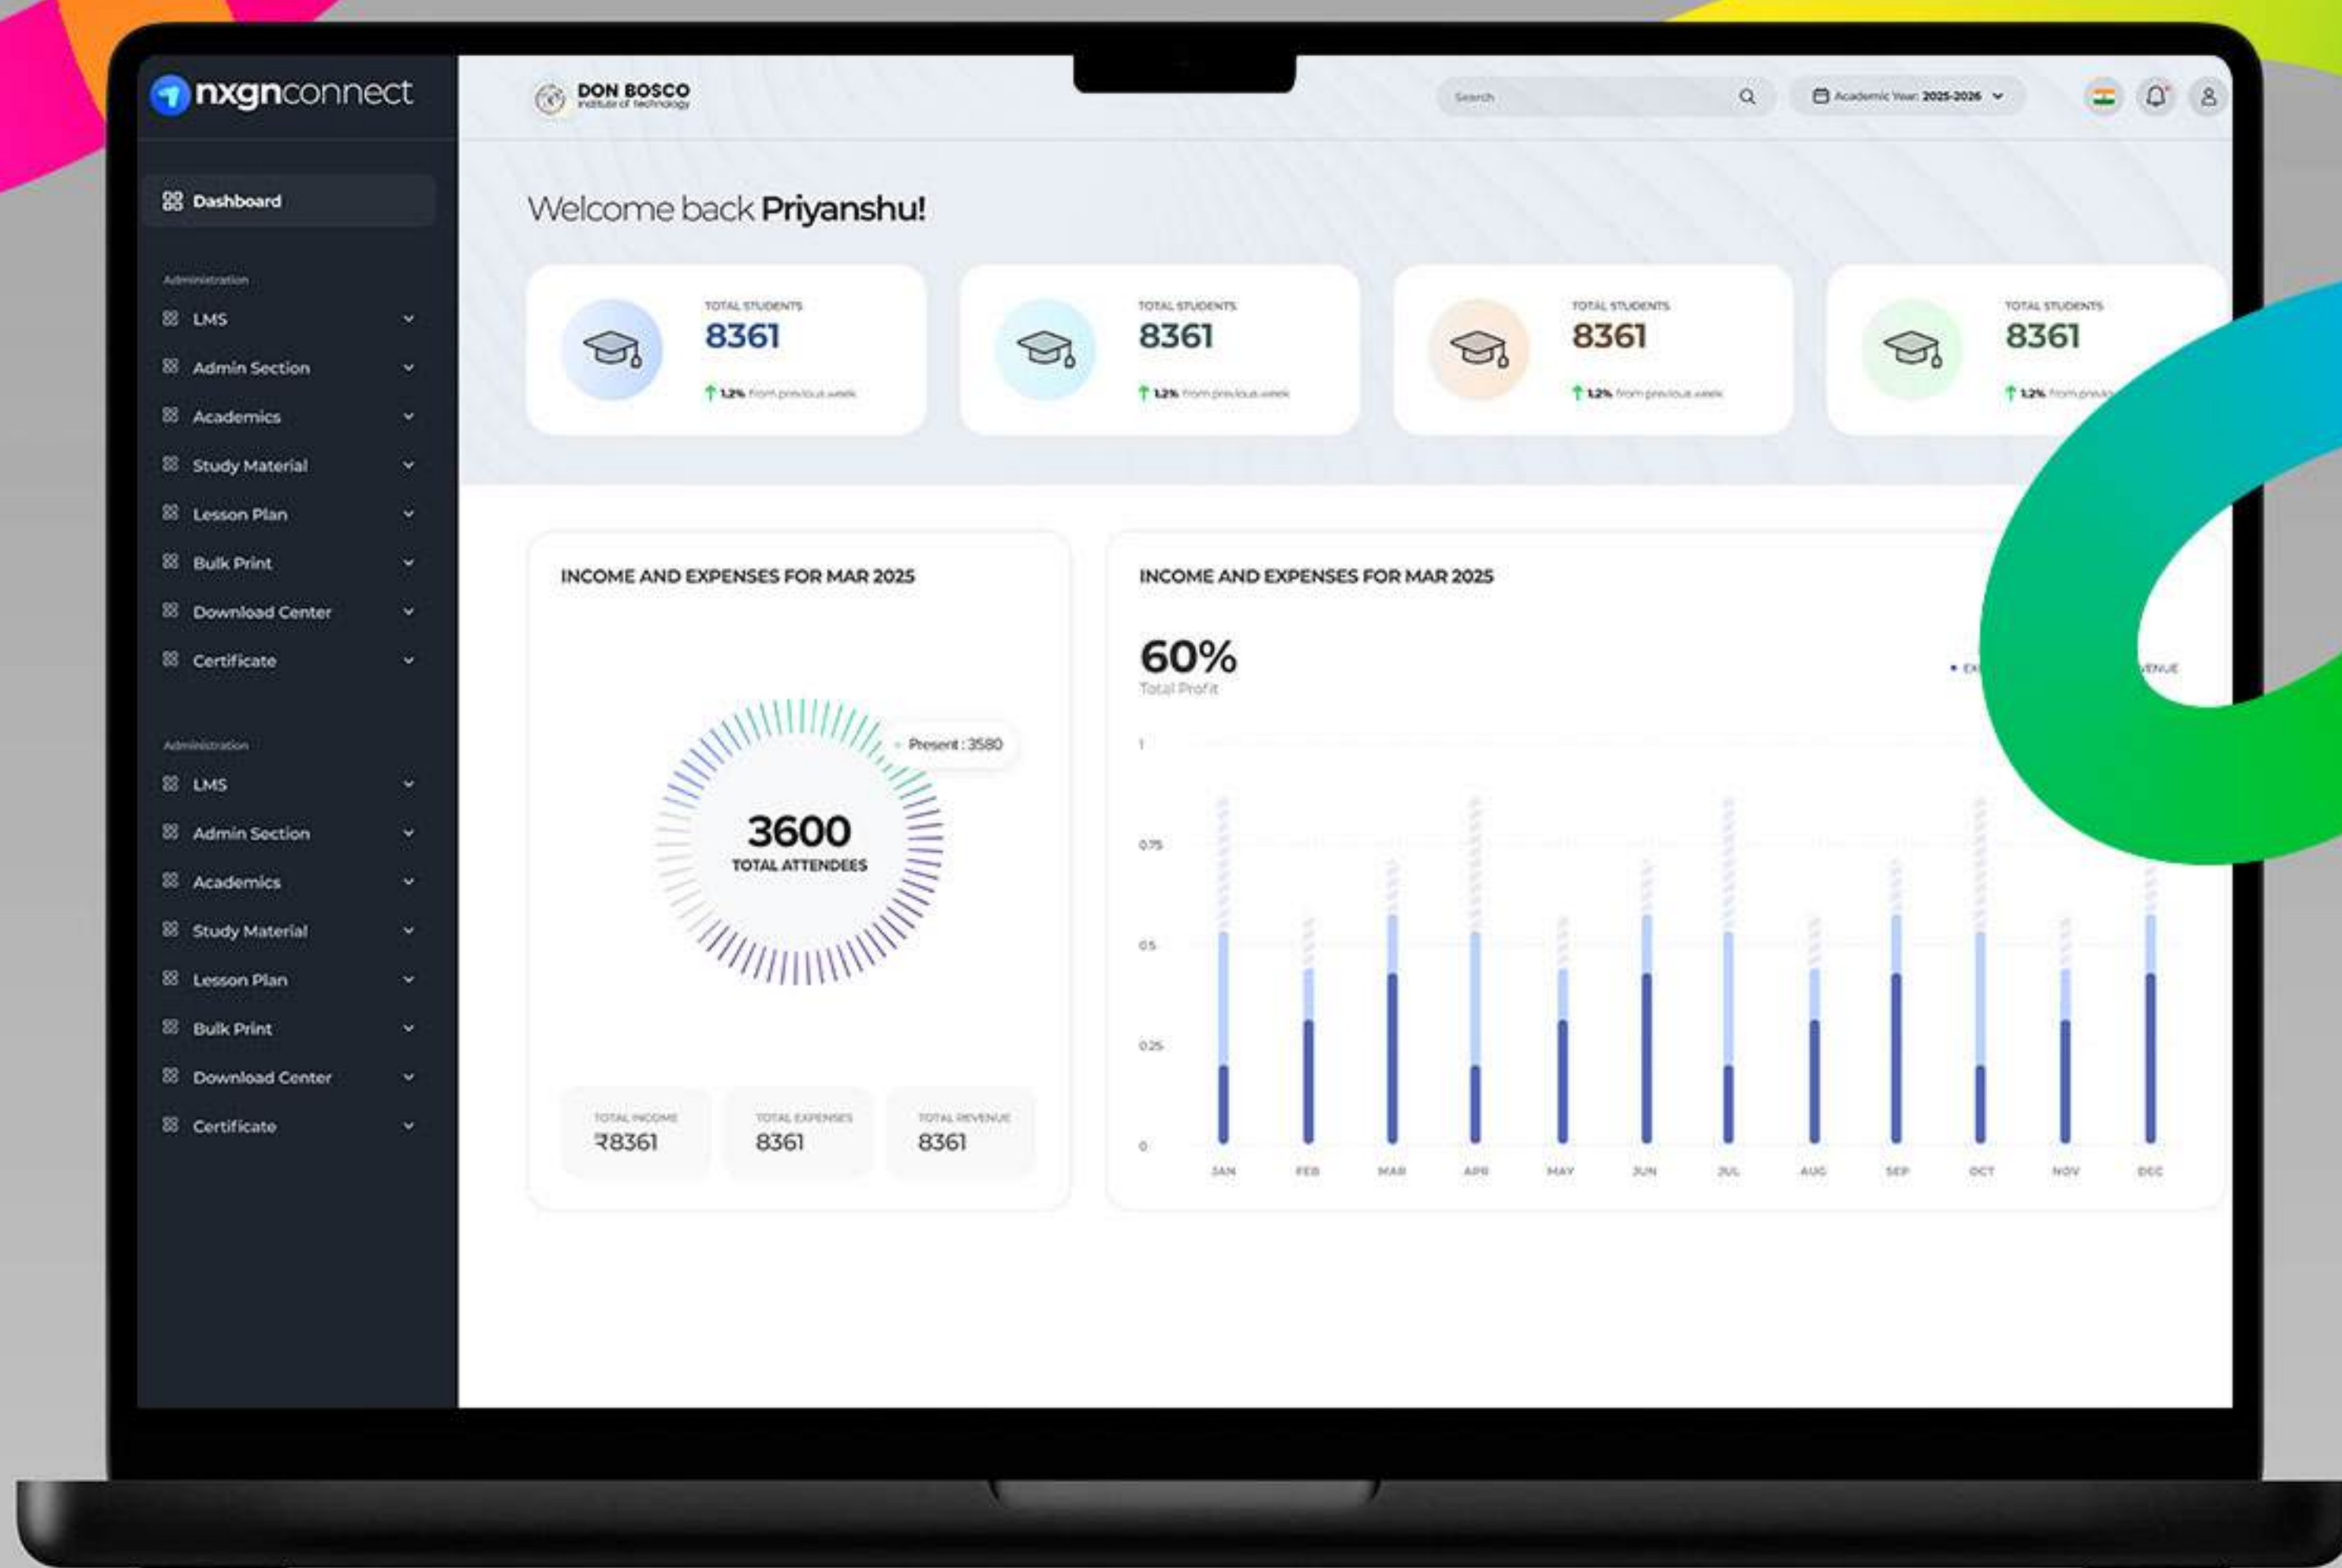 nxgnconnect
DON BOSCO
Institute of Technology
Search
Academic Year: 2025-2026
Dashboard
Welcome back Priyanshu!
TOTAL STUDENTS
8361
1.2% from previous week
TOTAL STUDENTS
8361
1.2% from previous week
TOTAL STUDENTS
8361
1.2% from previous week
TOTAL STUDENTS
8361
1.2% from
Administration
LMS
Admin Section
Academics
Study Material
Lesson Plan
Bulk Print
Download Center
Certificate
Administration
LMS
Admin Section
Academics
Study Material
Lesson Plan
Bulk Print
Download Center
Certificate
INCOME AND EXPENSES FOR MAR 2025
Present : 3580
3600
TOTAL ATTENDEES
TOTAL INCOME
₹8361
TOTAL EXPENSES
8361
TOTAL REVENUE
8361
INCOME AND EXPENSES FOR MAR 2025
60%
Total Profit
1
0.75
0.5
0.25
0
JAN FEB MAR APR MAY JUN JUL AUG SEP OCT NOV DEC